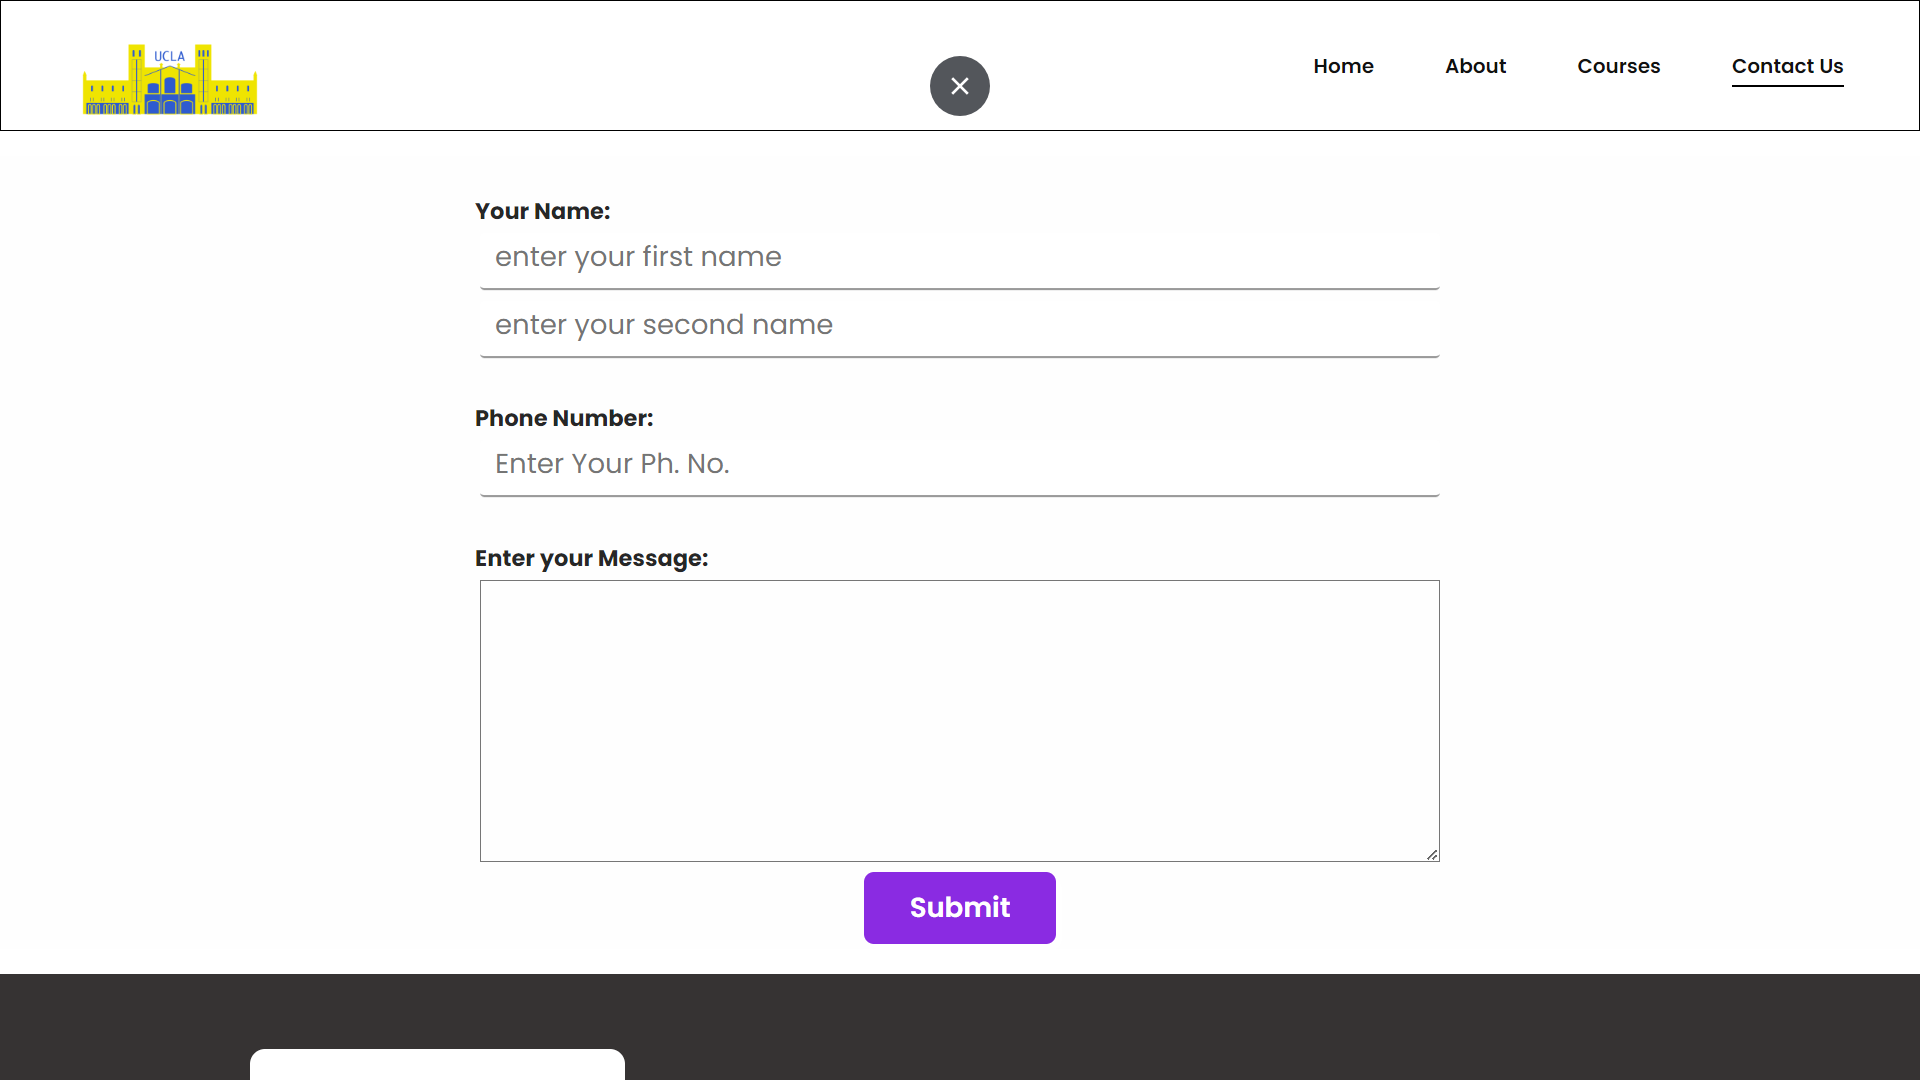 UCLA
Home About Courses Contact Us
Your Name:
enter your first name
enter your second name
Phone Number:
Enter Your Ph. No.
Enter your Message:
Submit